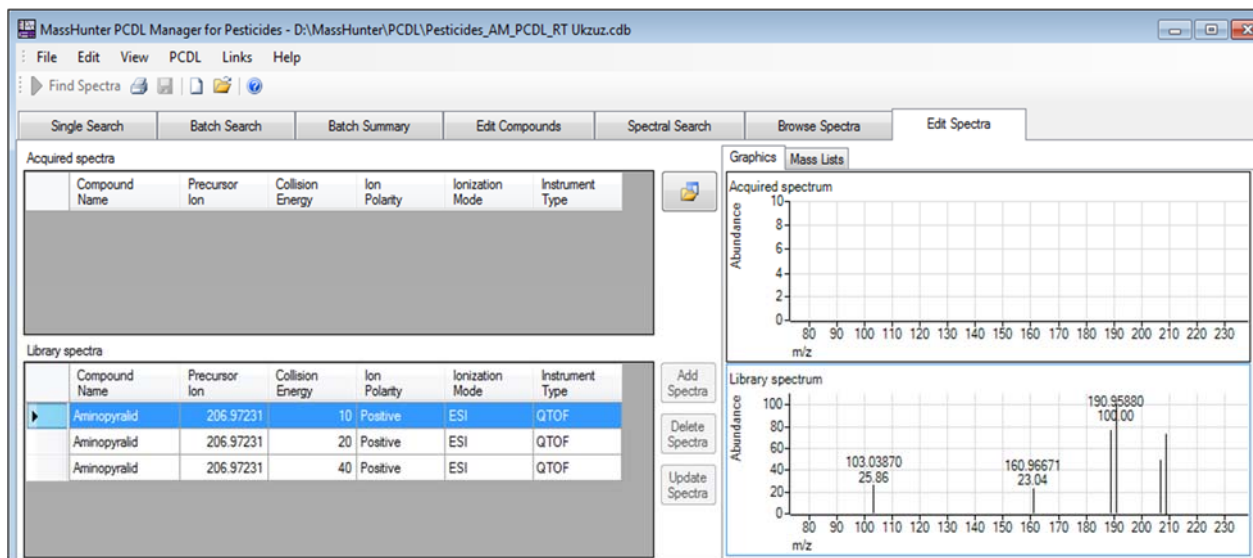 MassHunter PCDL Manager for Pesticides - D:\MassHunter\PCDL\Pesticides_AM_PCDL_RT Ukzuz.cdb
File Edit View PCDL Links Help
Find Spectra
Single Search Batch Search Batch Summary Edit Compounds Spectral Search Browse Spectra Edit Spectra
Acquired spectra
Compound Name Precursor Ion Collision Energy Ion Polarity Ionization Mode Instrument Type
Library spectra
Compound Name Precursor Ion Collision Energy Ion Polarity Ionization Mode Instrument Type
Aminopyralid 206.97231 10 Positive ESI QTOF
Aminopyralid 206.97231 20 Positive ESI QTOF
Aminopyralid 206.97231 40 Positive ESI QTOF
Add Spectra
Delete Spectra
Update Spectra
Graphics Mass Lists
Acquired spectrum
Abundance
10
8
6
4
2
0
80 90 100 110 120 130 140 150 160 170 180 190 200 210 220 230
m/z
Library spectrum
Abundance
100
80
60
40
20
0
190.95880
100.00
103.03870
25.86
160.96671
23.04
80 90 100 110 120 130 140 150 160 170 180 190 200 210 220 230
m/z